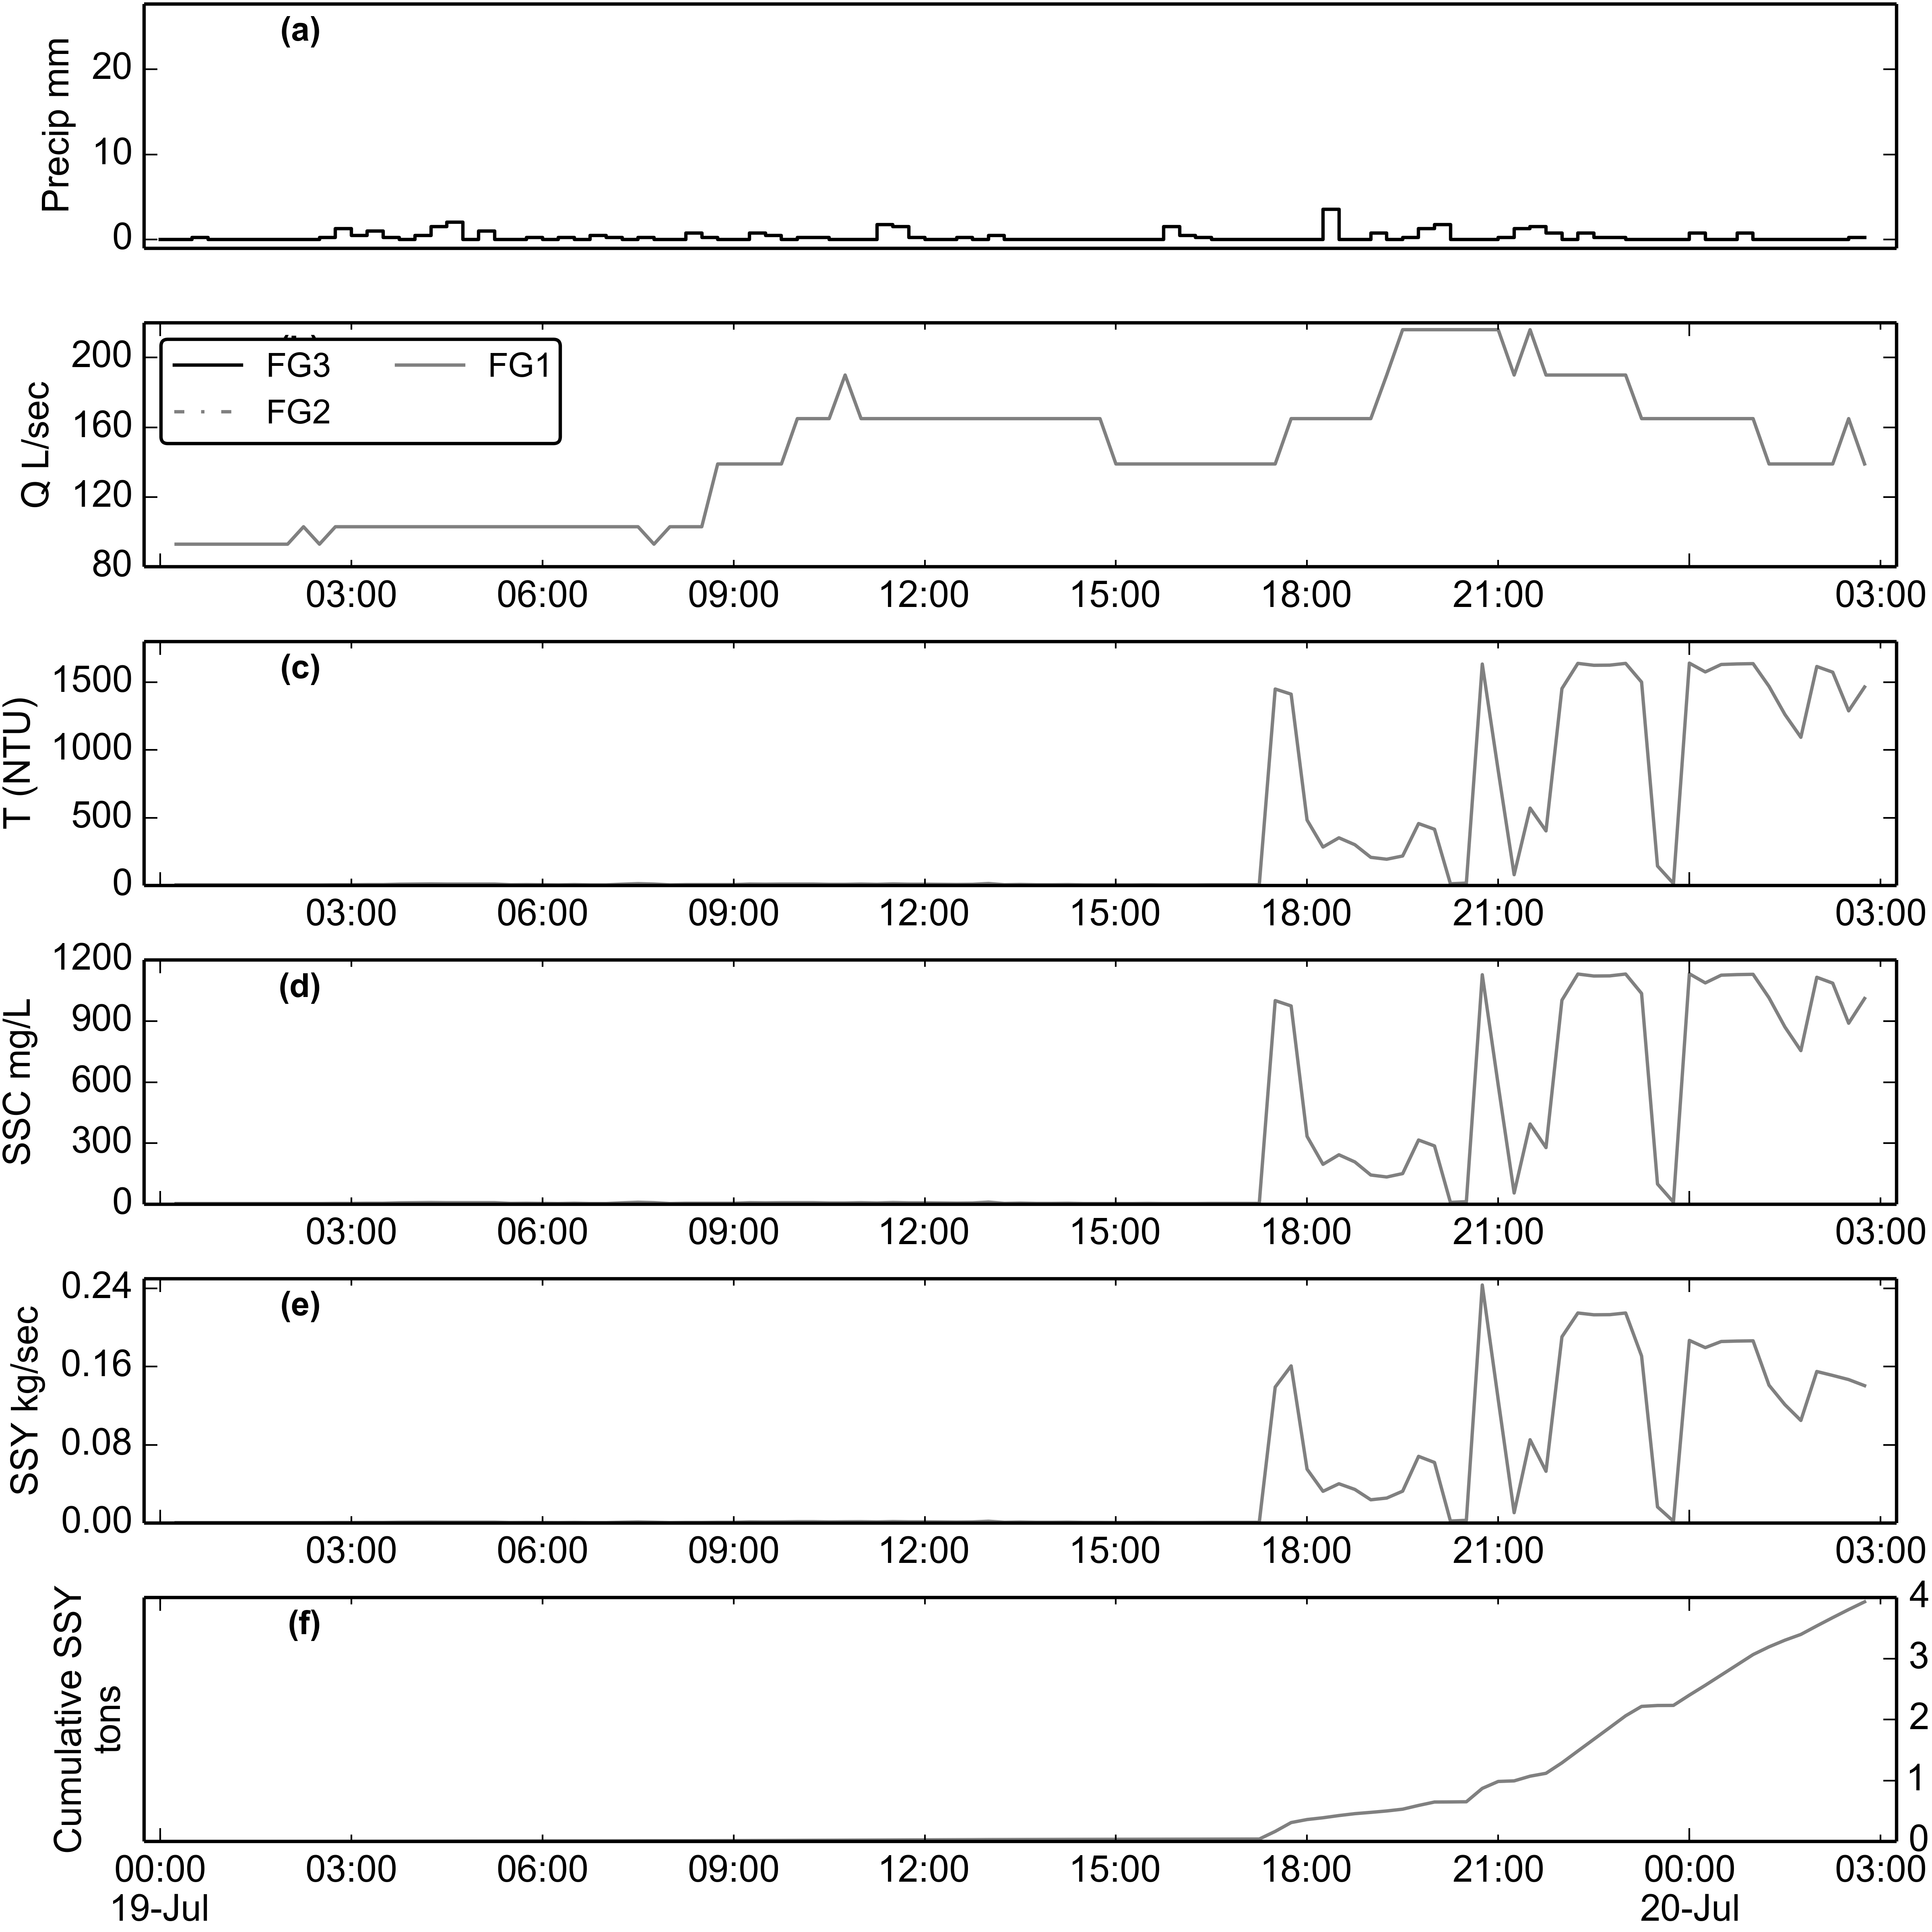 (a)
Precip mm
20
10
0
FG3 FG1
FG2
Q L/sec
200
160
120
80
03:00 06:00 09:00 12:00 15:00 18:00 21:00 03:00
(c)
T (NTU)
1500
1000
500
0
03:00 06:00 09:00 12:00 15:00 18:00 21:00 03:00
(d)
SSC mg/L
1200
900
600
300
0
03:00 06:00 09:00 12:00 15:00 18:00 21:00 03:00
(e)
SSY kg/sec
0.24
0.16
0.08
0.00
03:00 06:00 09:00 12:00 15:00 18:00 21:00 03:00
(f)
Cumulative SSY
tons
4
3
2
1
0
00:00 03:00 06:00 09:00 12:00 15:00 18:00 21:00 00:00 03:00
19-Jul 20-Jul